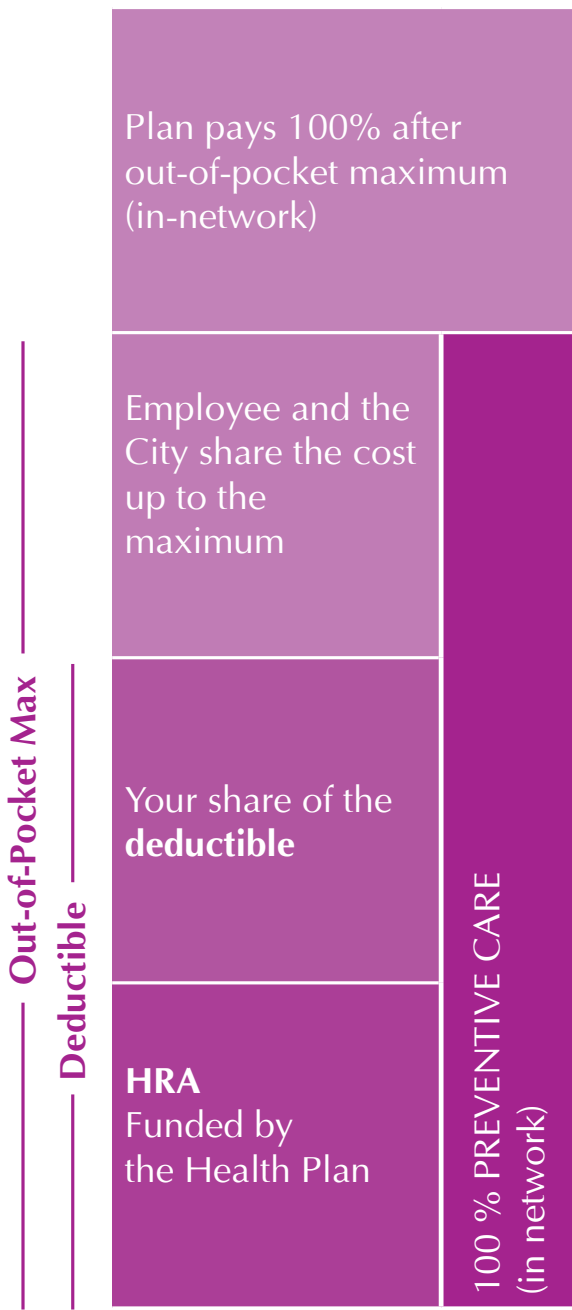 Plan pays 100% after
out-of-pocket maximum
(in-network)
Employee and the
City share the cost
up to the
maximum
Your share of the
deductible
HRA
Funded by
the Health Plan
100 % PREVENTIVE CARE
(in network)
Out-of-Pocket Max
Deductible